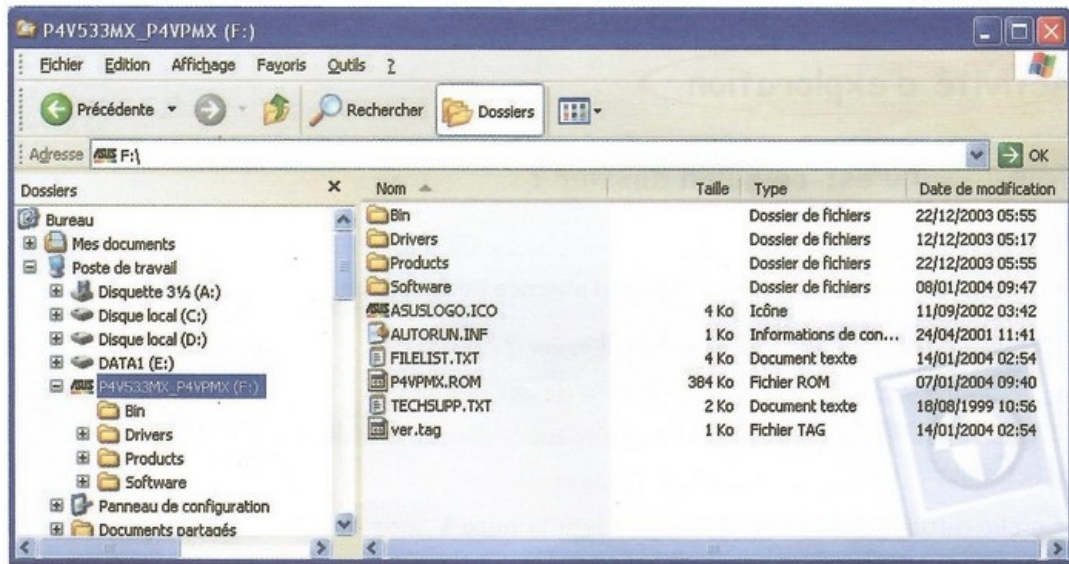 P4V533MX_P4VPMX (F:)
Fichier Edition Affichage Favoris Outils ?
Précédente Rechercher Dossiers
Adresse ASUS F:\ OK
Dossiers
Nom Taille Type Date de modification
Bureau
Mes documents
Poste de travail
Disquette 3½ (A:)
Disque local (C:)
Disque local (D:)
DATA1 (E:)
ASUS P4V533MX_P4VPMX (F:)
Bin
Drivers
Products
Software
Panneau de configuration
Documents partagés
Bin Dossier de fichiers 22/12/2003 05:55
Drivers Dossier de fichiers 12/12/2003 05:17
Products Dossier de fichiers 22/12/2003 05:55
Software Dossier de fichiers 08/01/2004 09:47
ASUS ASUSLOGO.ICO 4 Ko Icône 11/09/2002 03:42
AUTORUN.INF 1 Ko Informations de con... 24/04/2001 11:41
FILELIST.TXT 4 Ko Document texte 14/01/2004 02:54
P4VPMX.ROM 384 Ko Fichier ROM 07/01/2004 09:40
TECHSUPP.TXT 2 Ko Document texte 18/08/1999 10:56
ver.tag 1 Ko Fichier TAG 14/01/2004 02:54